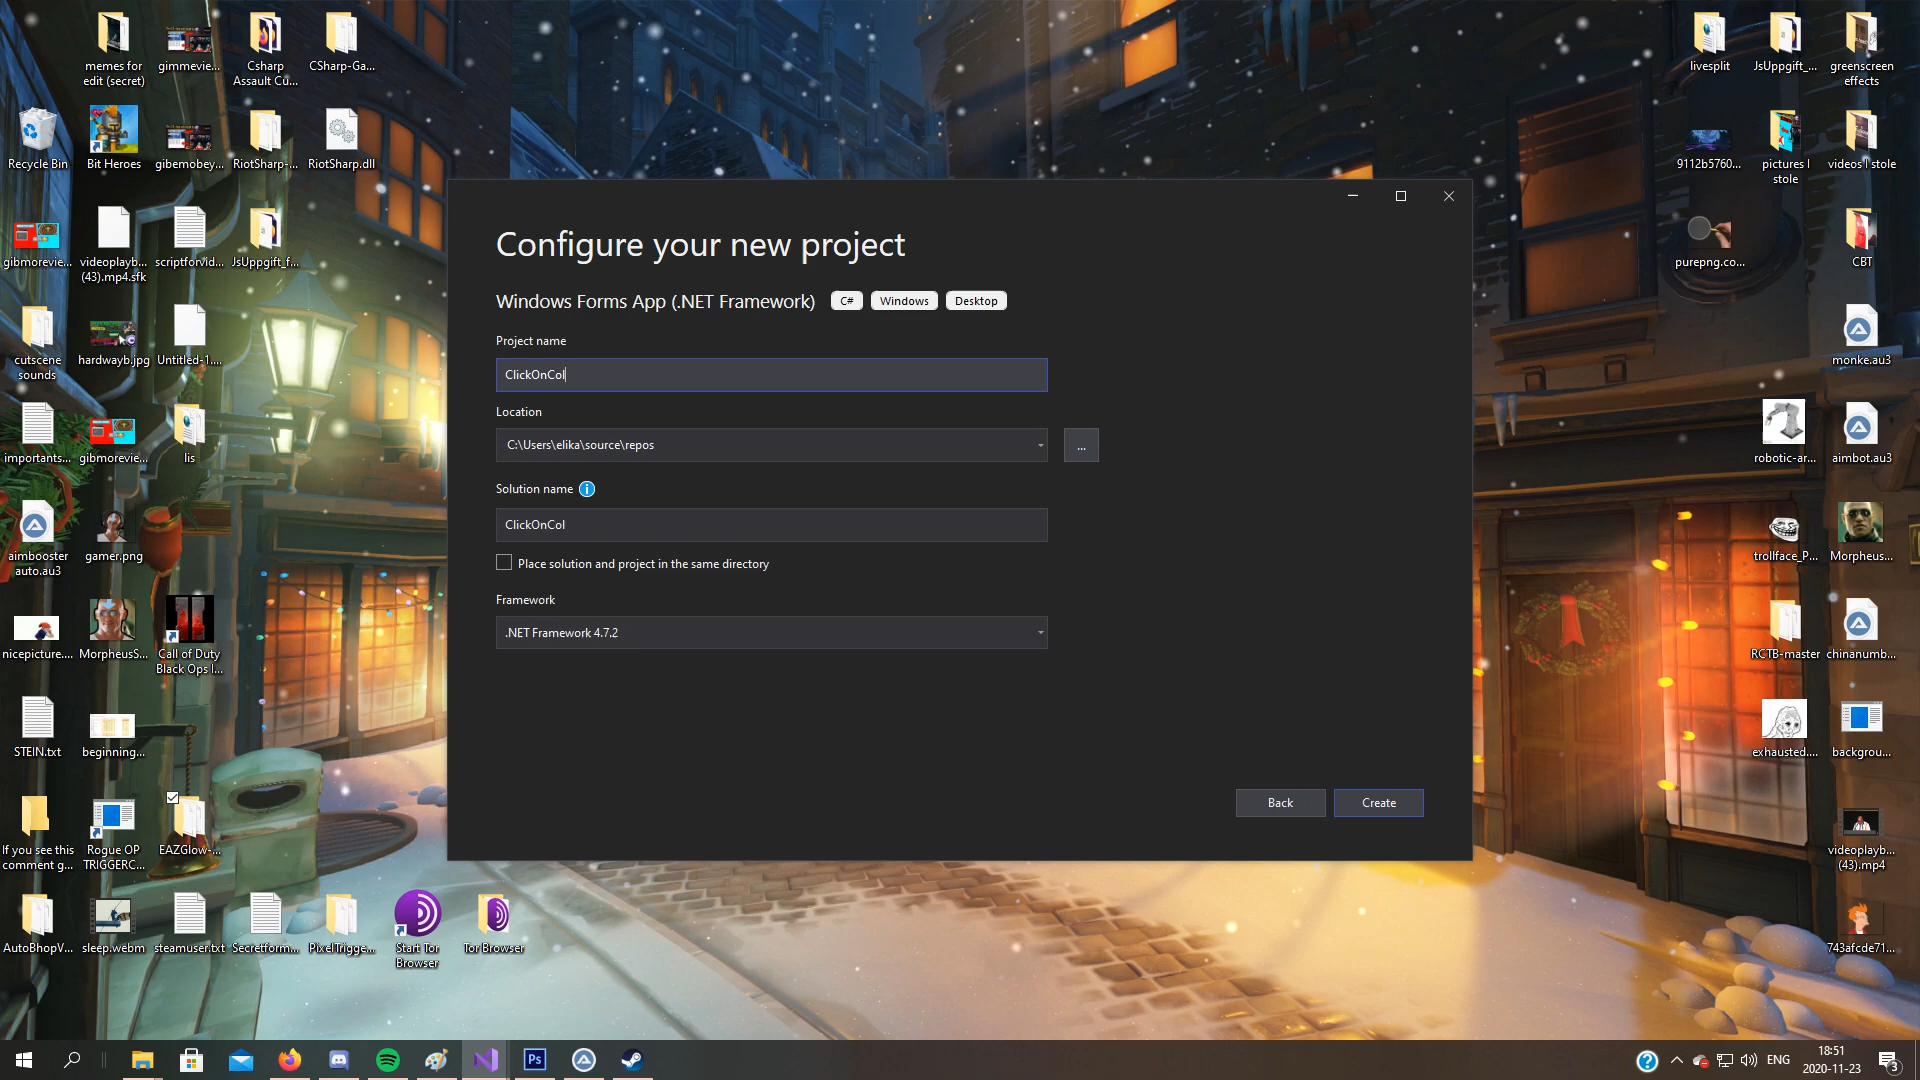 memes for
edit (secret)
gimmevie...
Csharp
Assault Cu...
CSharp-Ga...
livesplit
JsUppgift_...
greenscreen
effects
Recycle Bin
Bit Heroes
gibemobey...
RiotSharp-...
RiotSharp.dll
9112b5760...
pictures I
stole
videos I stole
gibmorevie...
videoplayb...
(43).mp4.sfk
scriptforvid...
JsUppgift_f...
purepng.co...
CBT
Configure your new project
Windows Forms App (.NET Framework)
C#
Windows
Desktop
Project name
ClickOnCol
Location
C:\Users\elika\source\repos
...
Solution name
ClickOnCol
Place solution and project in the same directory
Framework
.NET Framework 4.7.2
Back
Create
cutscene
sounds
hardwayb.jpg
Untitled-1....
monke.au3
importants...
gibmorevie...
lis
robotic-ar...
aimbot.au3
aimbooster
auto.au3
gamer.png
trollface_P...
Morpheus...
nicepicture....
MorpheusS...
Call of Duty
Black Ops I...
RCTB-master
chinanumb...
STEIN.txt
beginning...
exhausted....
backgrou...
If you see this
comment g...
Rogue OP
TRIGGERC...
EAZGlow-...
videoplayb...
(43).mp4
AutoBhopV...
sleep.webm
steamuser.txt
Secretform...
PixelTrigge...
Start Tor
Browser
Tor Browser
743afcde71...
Ps
ENG
18:51
2020-11-23
3